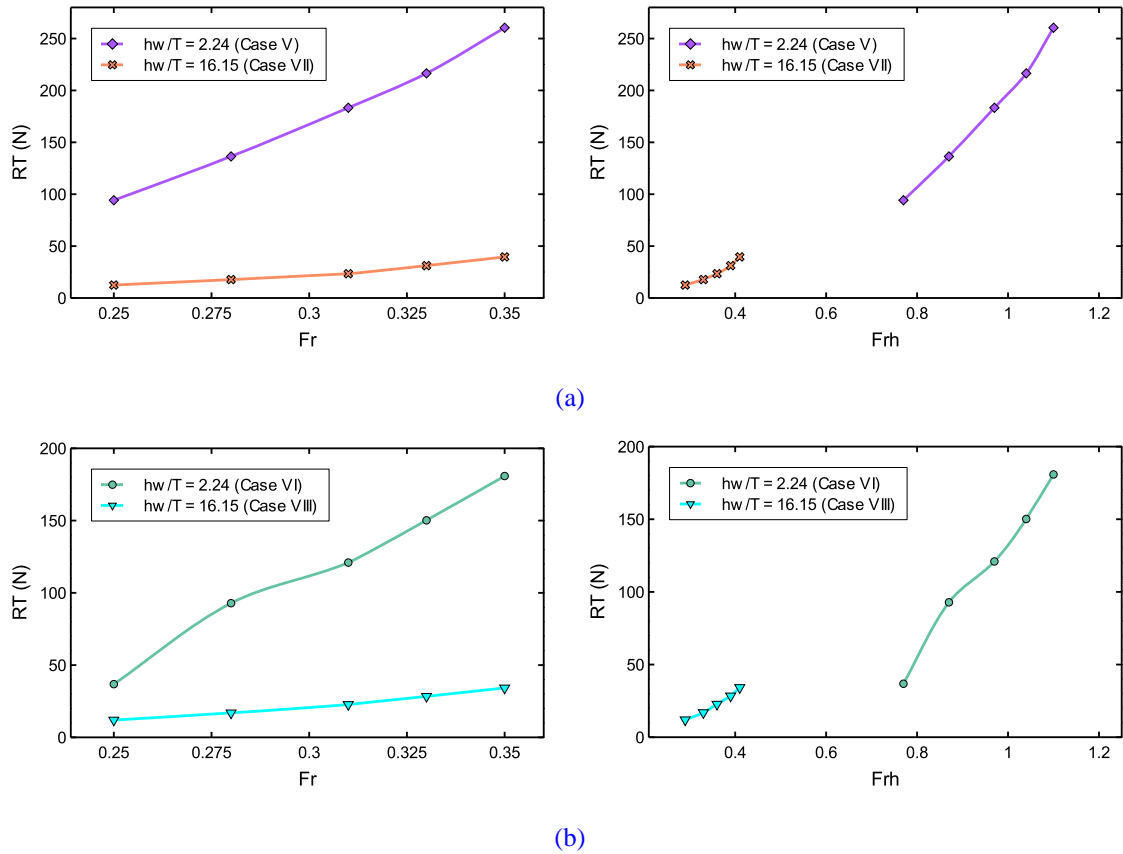 hw/T = 2.24 (Case V)
hw/T = 16.15 (Case VII)
RT (N)
250
200
150
100
50
0
0.25 0.275 0.3 0.325 0.35
Fr
hw/T = 2.24 (Case V)
hw/T = 16.15 (Case VII)
RT (N)
250
200
150
100
50
0
0.4 0.6 0.8 1 1.2
Frh
(a)
hw/T = 2.24 (Case VI)
hw/T = 16.15 (Case VIII)
RT (N)
200
150
100
50
0
0.25 0.275 0.3 0.325 0.35
Fr
hw/T = 2.24 (Case VI)
hw/T = 16.15 (Case VIII)
RT (N)
200
150
100
50
0
0.4 0.6 0.8 1 1.2
Frh
(b)